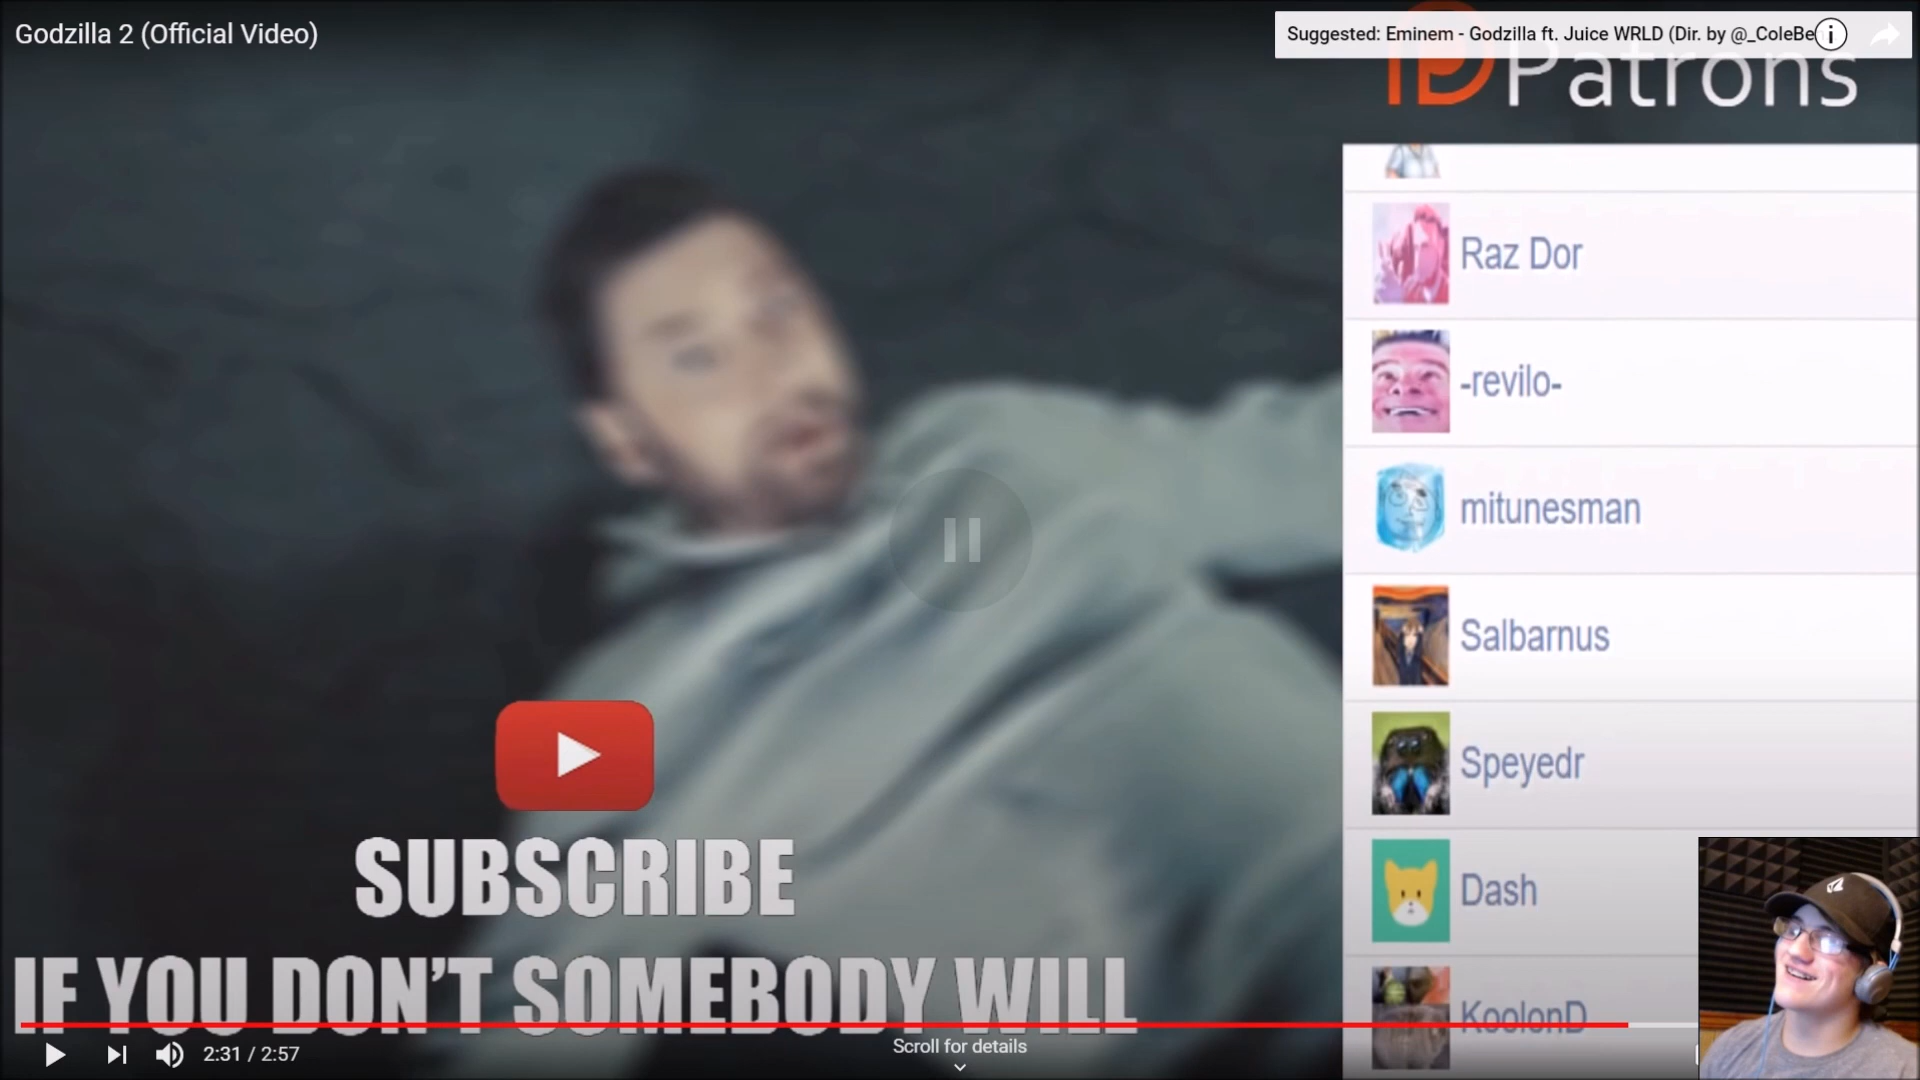 Godzilla 2 (Official Video)
Suggested: Eminem - Godzilla ft. Juice WRLD (Dir. by @_ColeBe
Patrons
Raz Dor
-revilo-
mitunesman
Salbarnus
Speyedr
Dash
KoolonD
SUBSCRIBE
IF YOU DON'T SOMEBODY WILL
2:31 / 2:57
Scroll for details